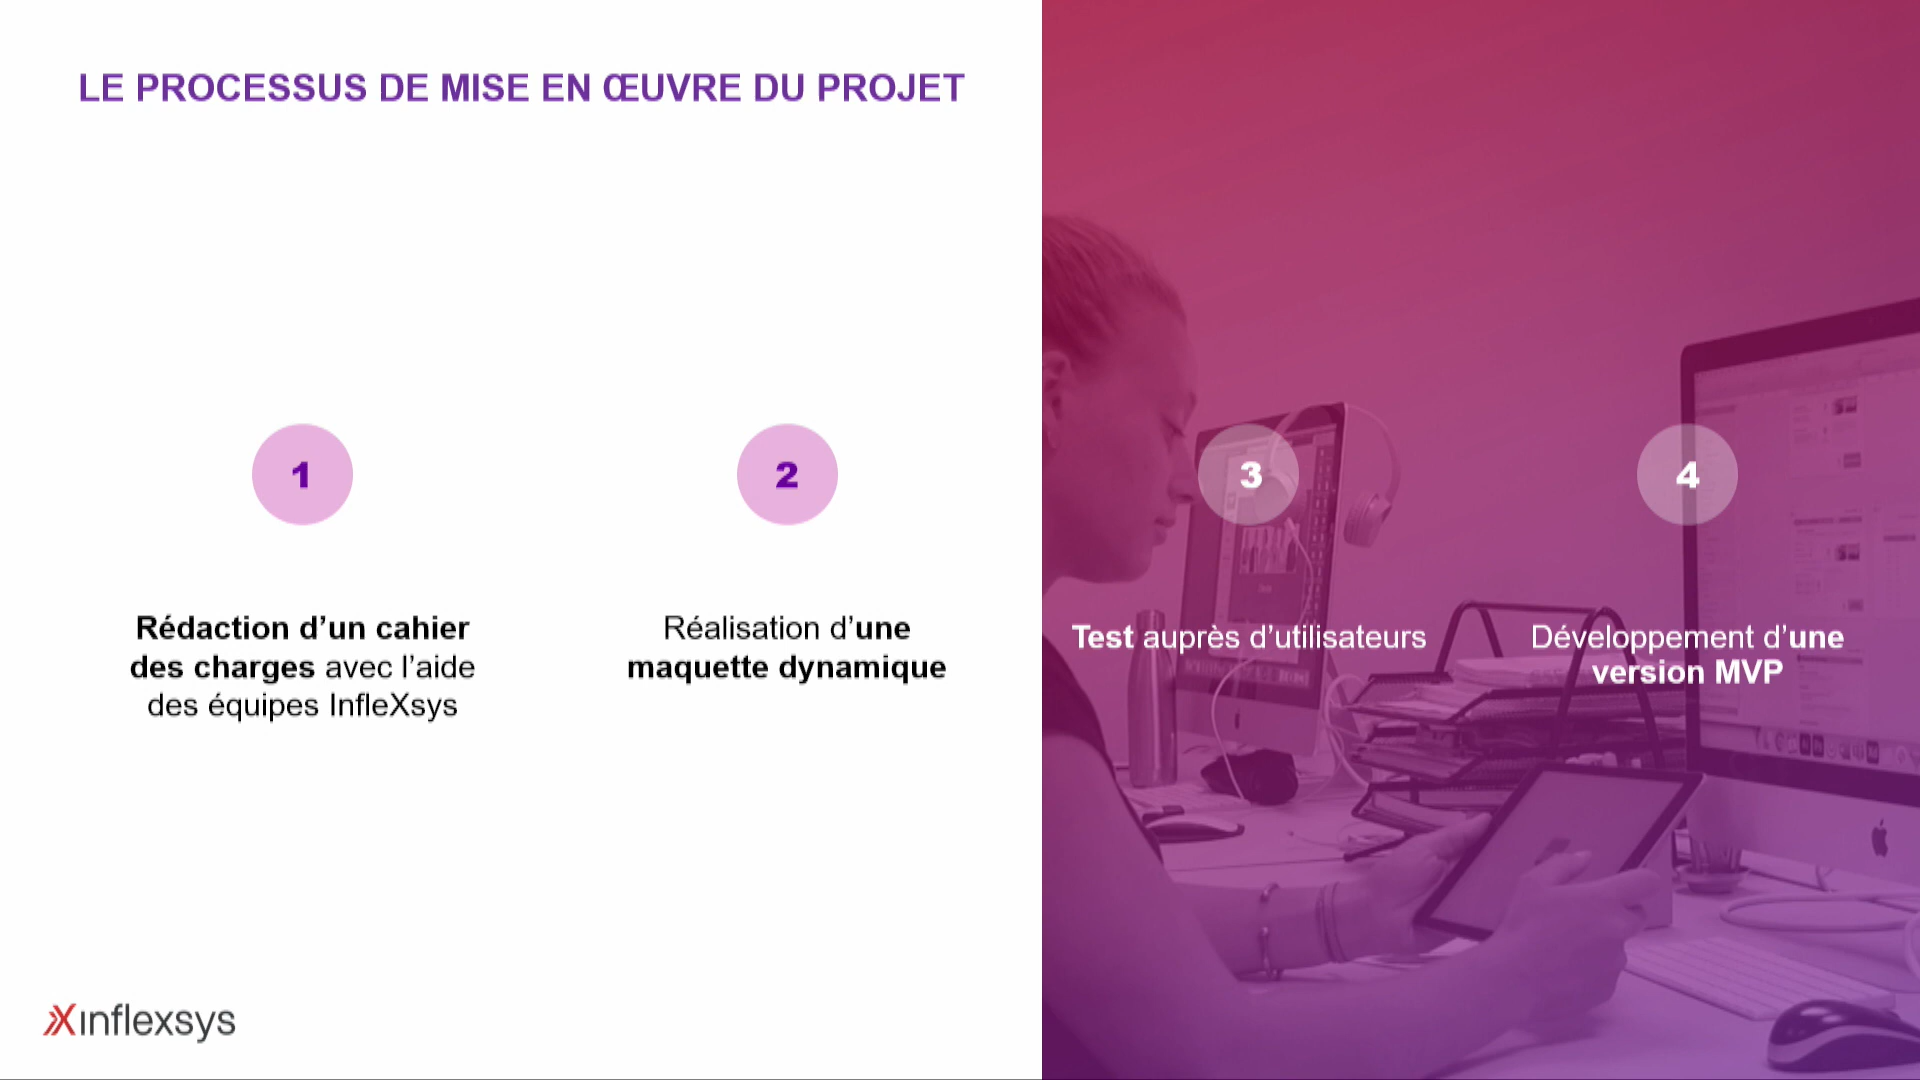 LE PROCESSUS DE MISE EN ŒUVRE DU PROJET
1
Rédaction d’un cahier
des charges avec l’aide
des équipes InfleXsys
2
Réalisation d’une
maquette dynamique
3
Test auprès d’utilisateurs
4
Développement d’une
version MVP
inflexsys